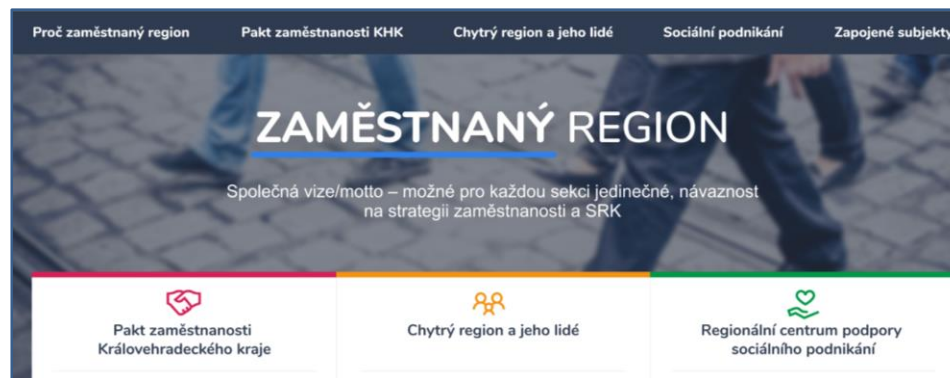 Proč zaměstnaný region Pakt zaměstnanosti KHK Chytrý region a jeho lidé Sociální podnikání Zapojené subjekty
ZAMĚSTNANÝ REGION
Společná vize/motto – možné pro každou sekci jedinečné, návaznost
na strategii zaměstnanosti a SRK
Pakt zaměstnanosti
Královehradeckého kraje
Chytrý region a jeho lidé
Regionální centrum podpory
sociálního podnikání